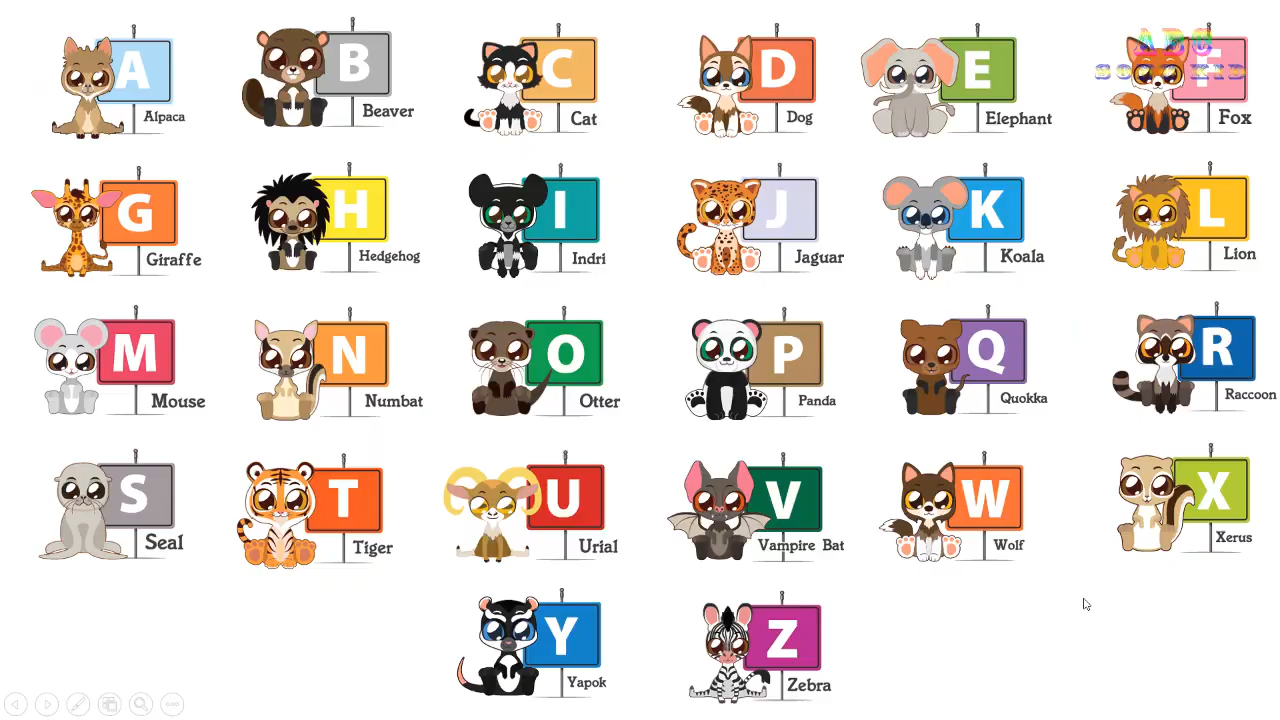 A
Alpaca
B
Beaver
C
Cat
D
Dog
E
Elephant
ABC
F
Fox
G
Giraffe
H
Hedgehog
I
Indri
J
Jaguar
K
Koala
L
Lion
M
Mouse
N
Numbat
O
Otter
P
Panda
Q
Quokka
R
Raccoon
S
Seal
T
Tiger
U
Urial
V
Vampire Bat
W
Wolf
X
Xerus
Y
Yapok
Z
Zebra